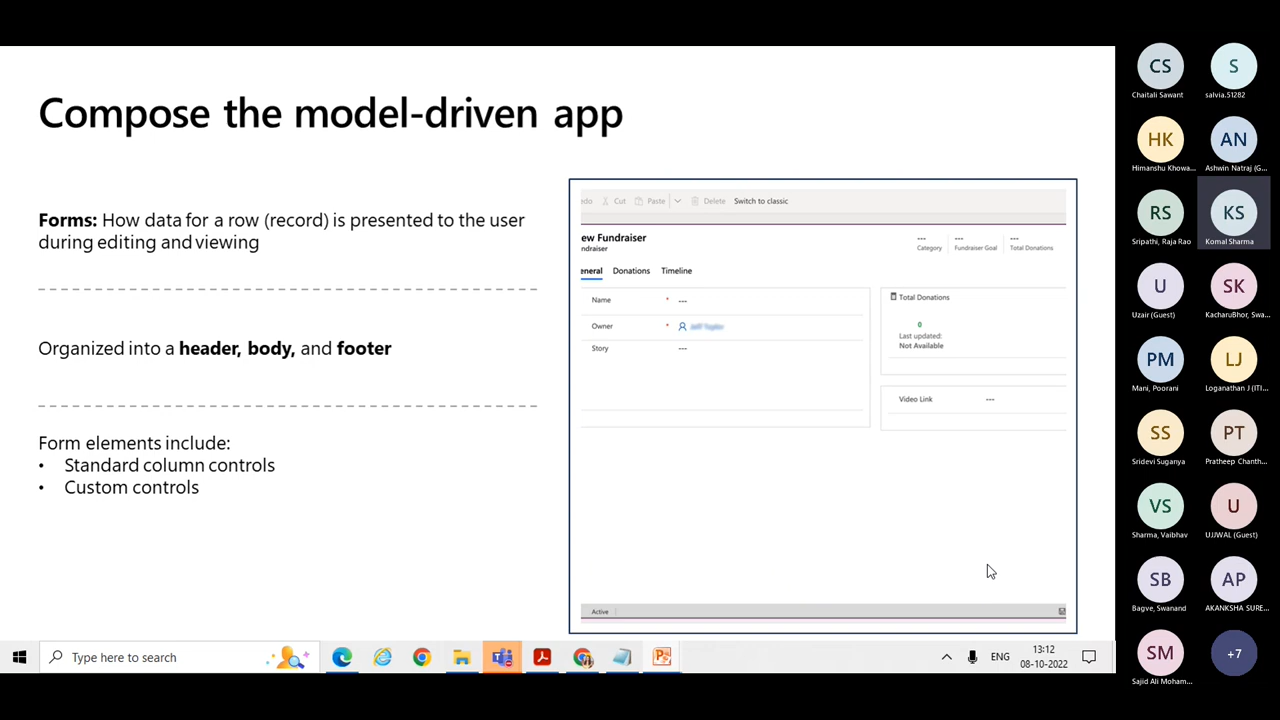 Compose the model-driven app
Forms: How data for a row (record) is presented to the user
during editing and viewing
Organized into a header, body, and footer
Form elements include:
• Standard column controls
• Custom controls
do Cut Paste Delete Switch to classic
ew Fundraiser
ndraiser
--- --- ---
Category Fundraiser Goal Total Donations
eneral Donations Timeline
Name * ---
Owner *
Story ---
Total Donations
0
Last updated:
Not Available
Video Link ---
Active
Type here to search
ENG
13:12
08-10-2022
CS S
Chaitali Sawant salvia.51282
HK AN
Himanshu Khowa... Ashwin Natraj (G...
RS KS
Sripathi, Raja Rao Komal Sharma
U SK
Uzair (Guest) KacharuBhor, Swa...
PM LJ
Mani, Poorani Loganathan J (ITI...
SS PT
Sridevi Suganya Pratheep Chanth...
VS U
Sharma, Vaibhav UJJWAL (Guest)
SB AP
Bagve, Swanand AKANKSHA SURE...
SM +7
Sajid Ali Moham...